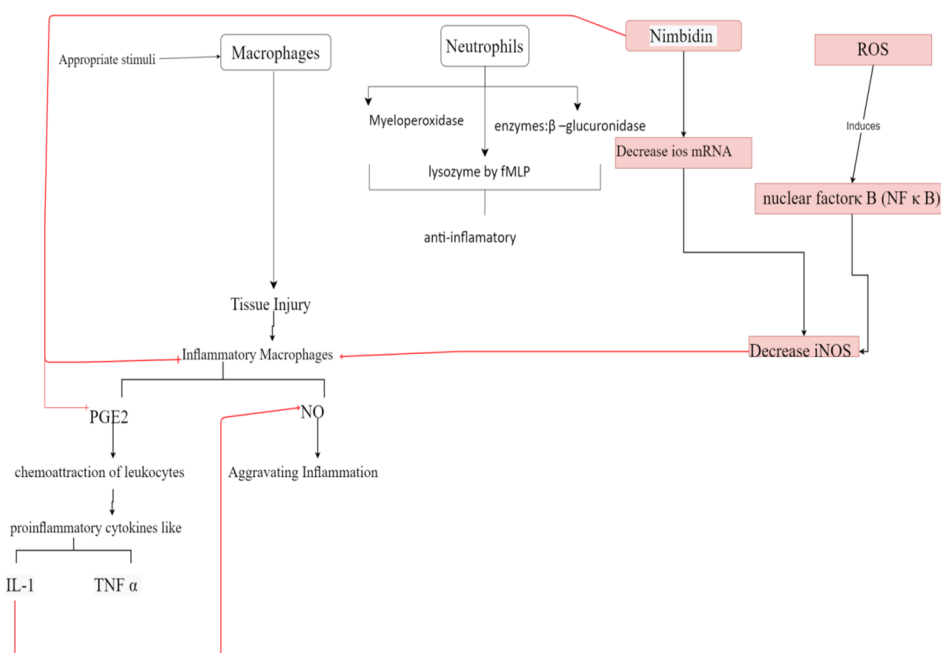 Nimbidin
Neutrophils
Macrophages
ROS
Appropriate stimuli
Myeloperoxidase
enzymes:β –glucuronidase
Induces
Decrease ios mRNA
lysozyme by fMLP
nuclear factorκ B (NF κ B)
anti-inflamatory
Tissue Injury
Inflammatory Macrophages
Decrease iNOS
PGE2
NO
chemoattraction of leukocytes
Aggravating Inflammation
proinflammatory cytokines like
IL-1
TNF α